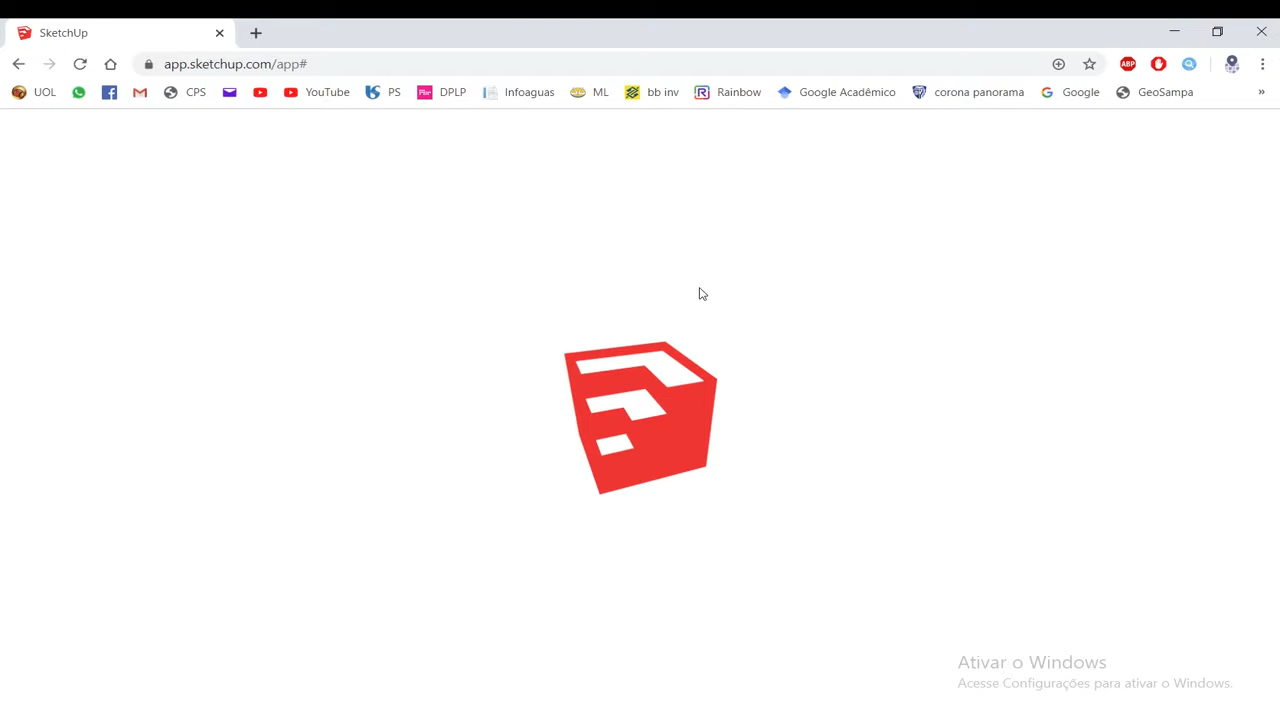 SketchUp
app.sketchup.com/app#
ABP
UOL CPS YouTube PS DPLP Infoaguas ML bb inv Rainbow Google Acadêmico corona panorama Google GeoSampa »
Ativar o Windows
Acesse Configurações para ativar o Windows.